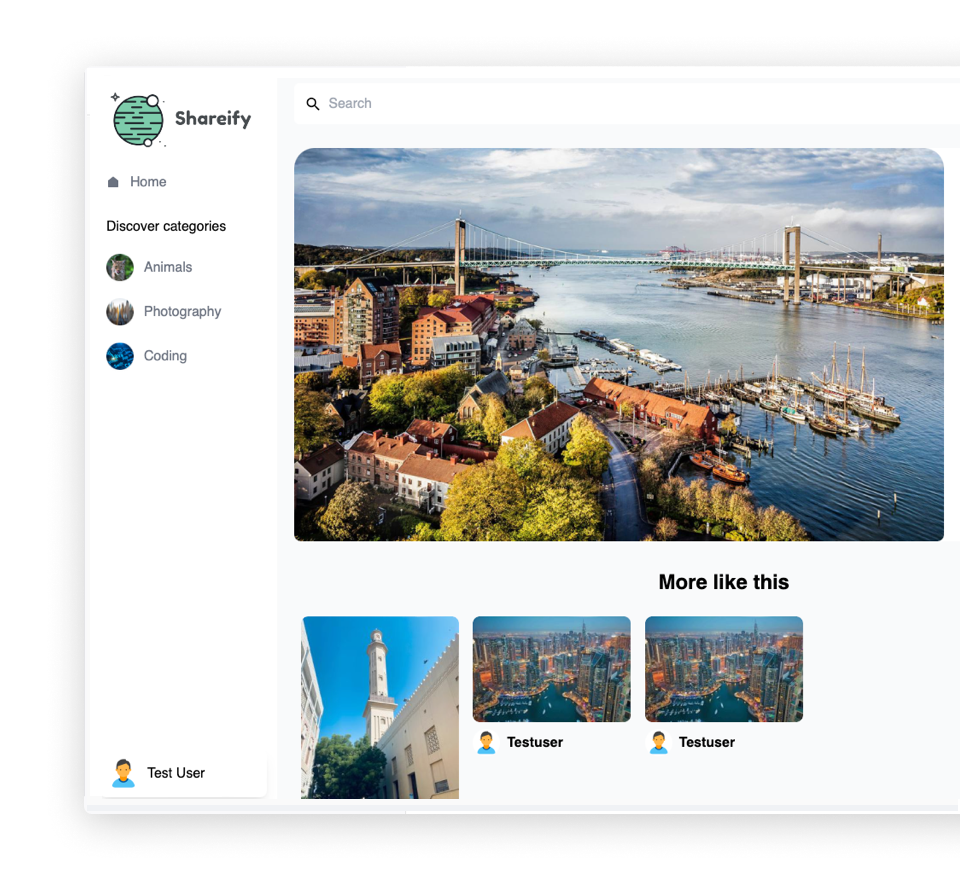 Shareify
Search
Home
Discover categories
Animals
Photography
Coding
More like this
Testuser
Testuser
Test User